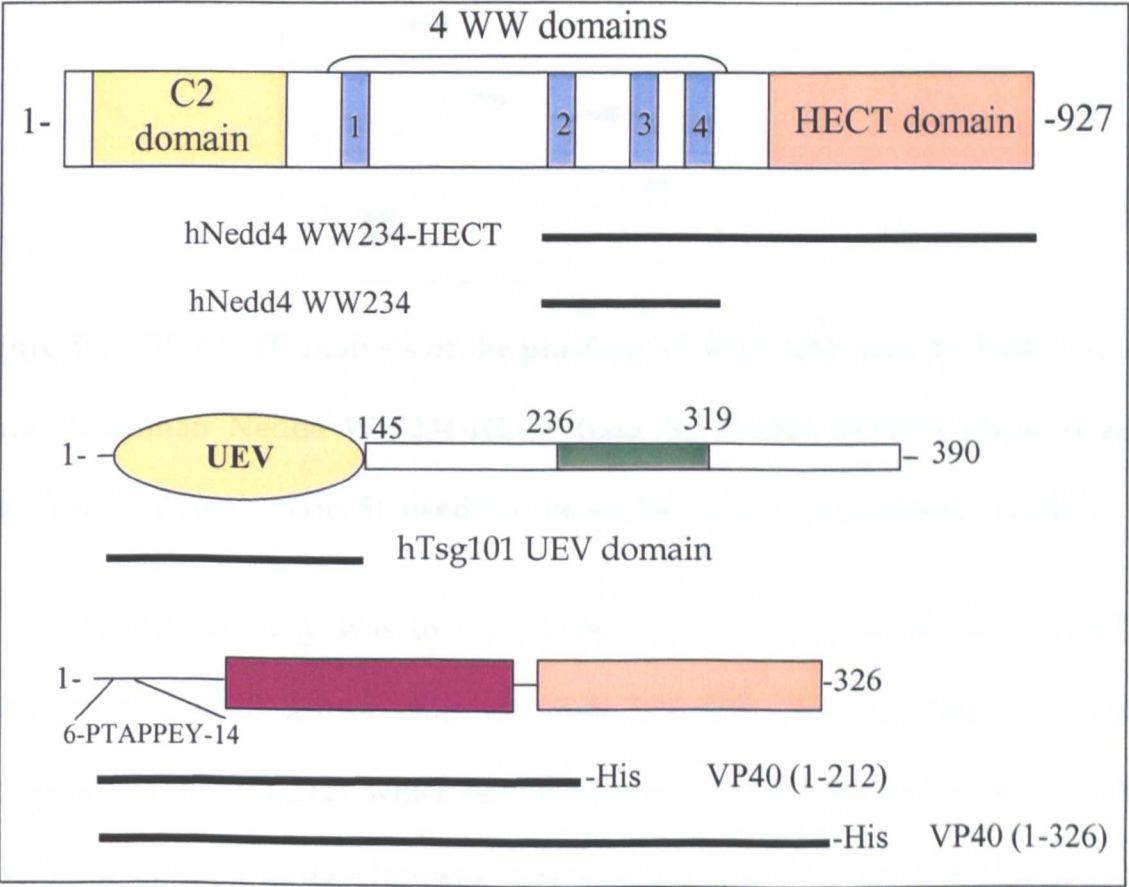 4 WW domains
1-
C2
domain
1
2
3
4
HECT domain
-927
hNedd4 WW234-HECT
hNedd4 WW234
1-
UEV
145
236
319
390
hTsg101 UEV domain
1-
-326
6-PTAPPEY-14
-His VP40 (1-212)
-His VP40 (1-326)